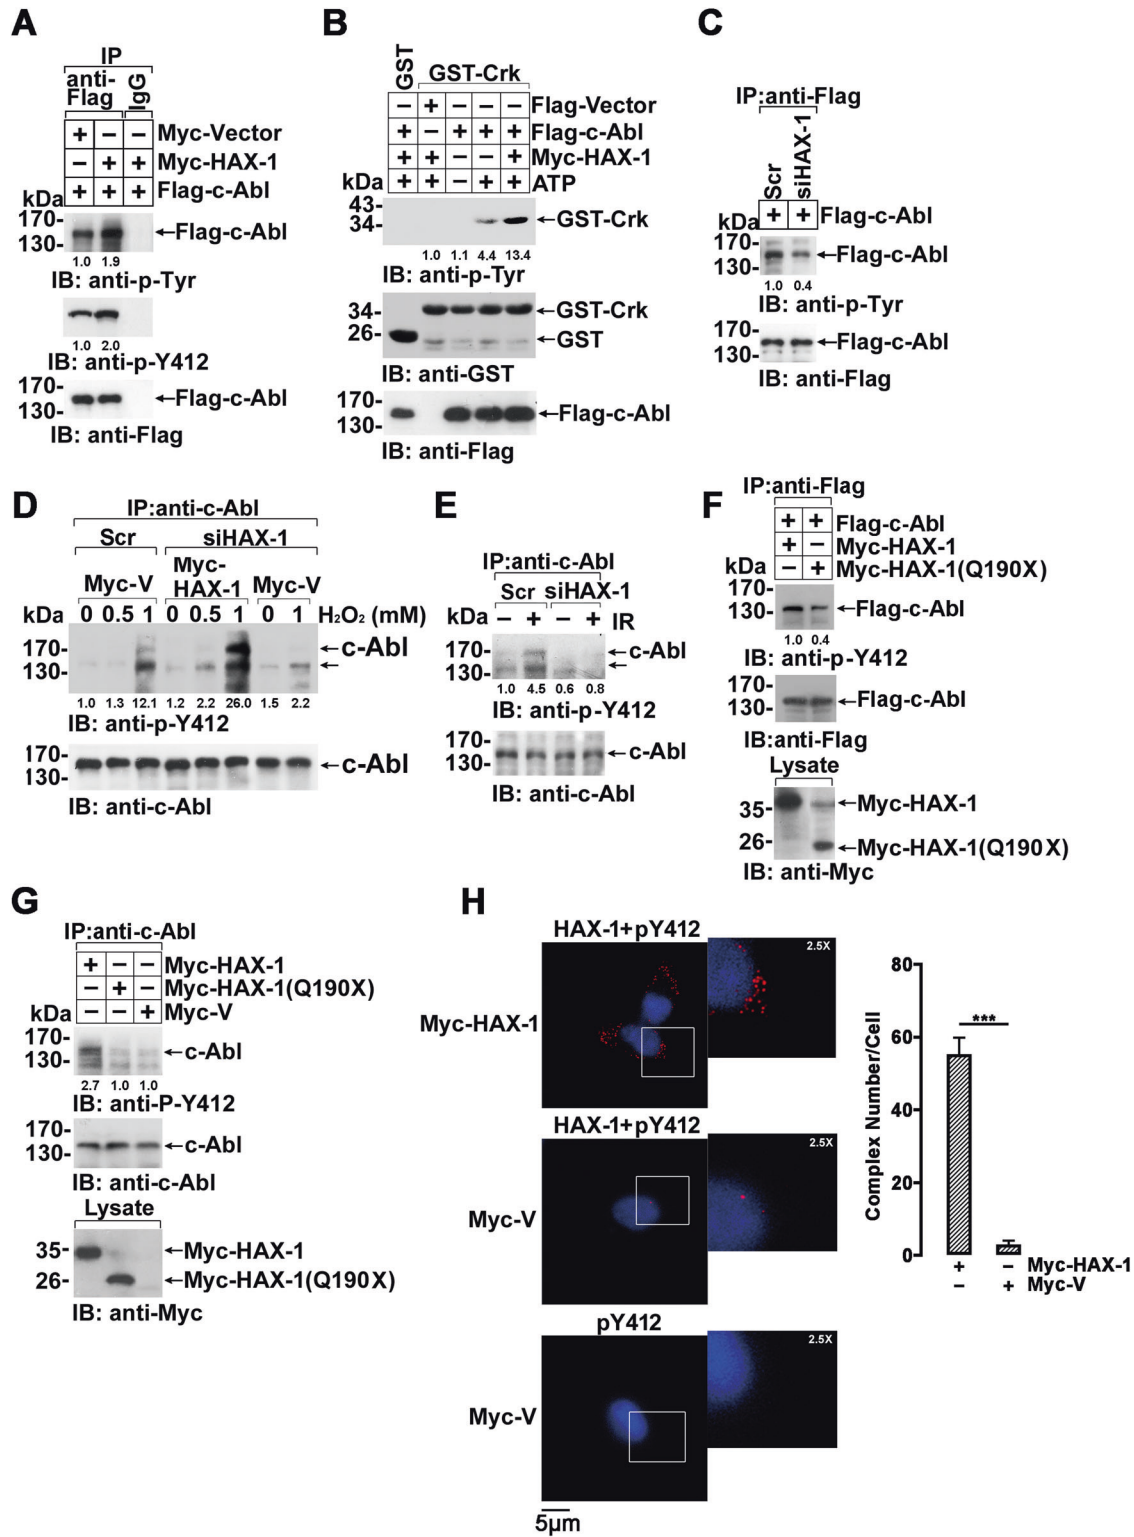 A
IP
anti-Flag
IgG
+ − − Myc-Vector
− + + Myc-HAX-1
+ + + Flag-c-Abl
kDa
170-
130-
←Flag-c-Abl
1.0 1.9
IB: anti-p-Tyr
1.0 2.0
IB: anti-p-Y412
170-
130-
←Flag-c-Abl
IB: anti-Flag
B
GST
GST-Crk
− + − − − Flag-Vector
+ − + + + Flag-c-Abl
+ + − − + Myc-HAX-1
+ + − + + ATP
kDa
43-
34-
←GST-Crk
1.0 1.1 4.4 13.4
IB: anti-p-Tyr
34-
←GST-Crk
26-
←GST
IB: anti-GST
170-
130-
←Flag-c-Abl
IB: anti-Flag
C
IP:anti-Flag
Scr
siHAX-1
+ + Flag-c-Abl
kDa
170-
130-
←Flag-c-Abl
1.0 0.4
IB: anti-p-Tyr
170-
130-
←Flag-c-Abl
IB: anti-Flag
D
IP:anti-c-Abl
Scr siHAX-1
Myc-V Myc-HAX-1 Myc-V
kDa 0 0.5 1 0 0.5 1 0 1 H₂O₂ (mM)
170-
130-
←c-Abl
←
1.0 1.3 12.1 1.2 2.2 26.0 1.5 2.2
IB: anti-p-Y412
170-
130-
←c-Abl
IB: anti-c-Abl
E
IP:anti-c-Abl
Scr siHAX-1
kDa − + − + IR
170-
130-
←c-Abl
←
1.0 4.5 0.6 0.8
IB: anti-p-Y412
170-
130-
←c-Abl
IB: anti-c-Abl
F
IP:anti-Flag
+ + Flag-c-Abl
+ − Myc-HAX-1
− + Myc-HAX-1(Q190X)
kDa
170-
130-
←Flag-c-Abl
1.0 0.4
IB: anti-p-Y412
170-
130-
←Flag-c-Abl
IB:anti-Flag
Lysate
35-
←Myc-HAX-1
26-
←Myc-HAX-1(Q190X)
IB: anti-Myc
G
IP:anti-c-Abl
+ − − Myc-HAX-1
− + − Myc-HAX-1(Q190X)
− − + Myc-V
kDa
170-
130-
←c-Abl
2.7 1.0 1.0
IB: anti-P-Y412
170-
130-
←c-Abl
IB: anti-c-Abl
Lysate
35-
←Myc-HAX-1
26-
←Myc-HAX-1(Q190X)
IB: anti-Myc
H
HAX-1+pY412
2.5X
Myc-HAX-1
HAX-1+pY412
2.5X
Myc-V
pY412
2.5X
Myc-V
5μm
Complex Number/Cell
80
60
40
20
0
***
+ − Myc-HAX-1
− + Myc-V